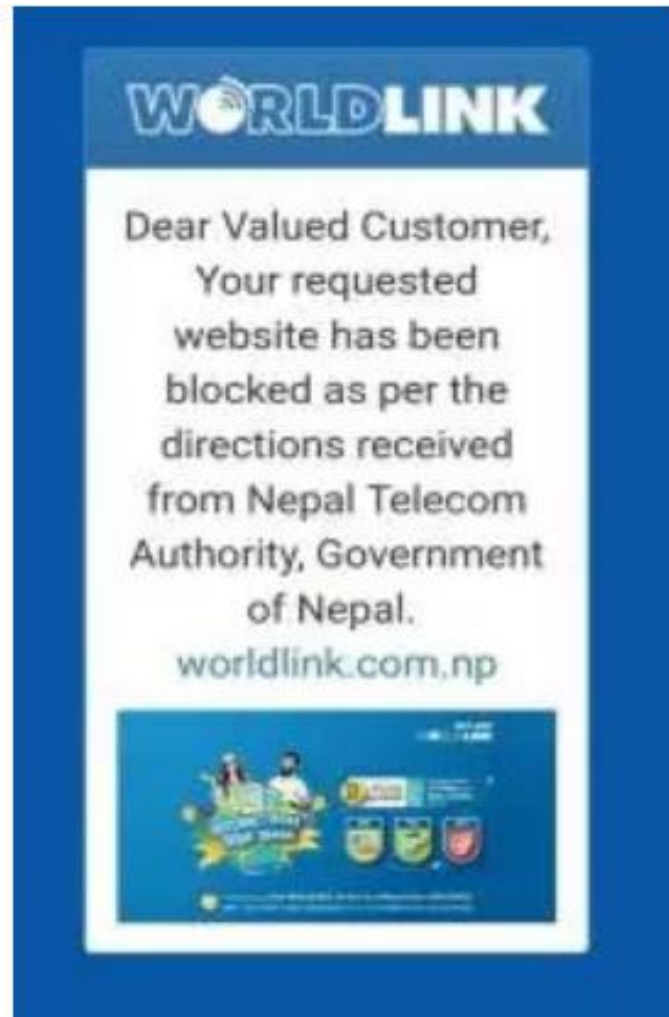 WORLDLINK
Dear Valued Customer,
Your requested
website has been
blocked as per the
directions received
from Nepal Telecom
Authority, Government
of Nepal.
worldlink.com.np